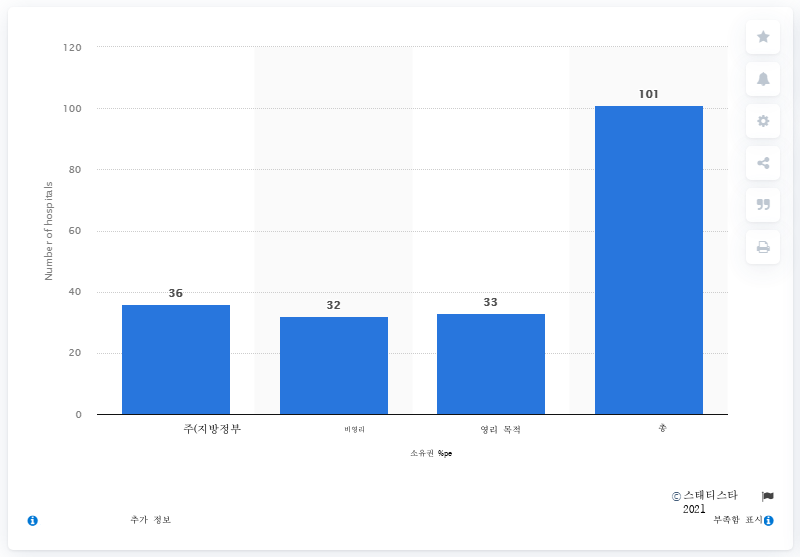 120
100
80
60
40
20
0
Number of hospitals
36
32
33
101
주(지방정부
비영리
영리 목적
총
소유권 %pe
© 스태티스타
2021
추가 정보
부족함 표시